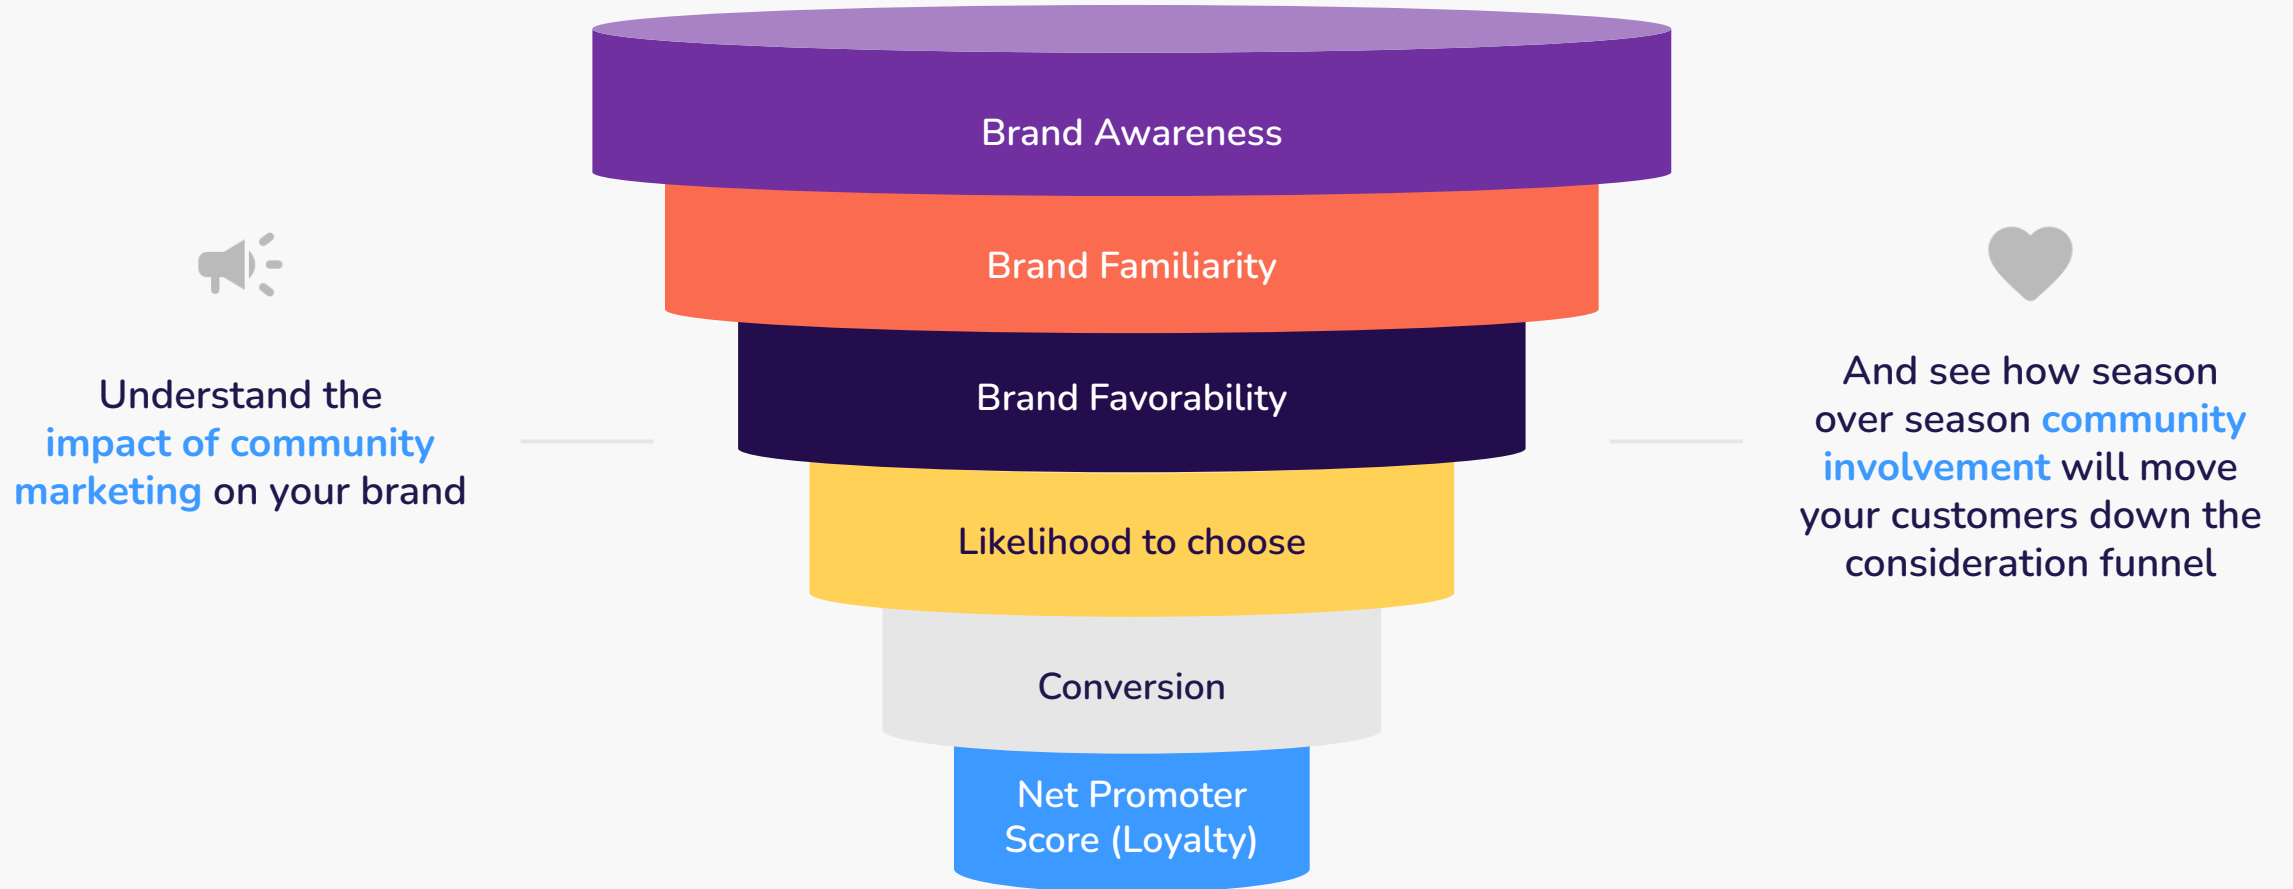 Understand the
impact of community
marketing on your brand
Brand Awareness
Brand Familiarity
Brand Favorability
Likelihood to choose
Conversion
Net Promoter
Score (Loyalty)
And see how season
over season community
involvement will move
your customers down the
consideration funnel